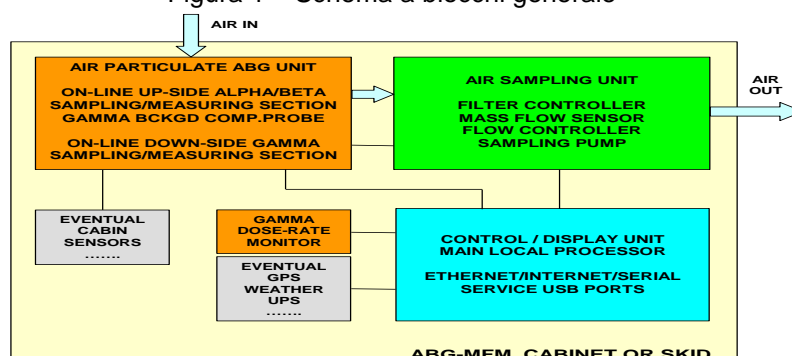 Figura 1 – Schema a blocchi generale
AIR IN
AIR PARTICULATE ABG UNIT
ON-LINE UP-SIDE ALPHA/BETA
SAMPLING/MEASURING SECTION
GAMMA BCKGD COMP.PROBE
ON-LINE DOWN-SIDE GAMMA
SAMPLING/MEASURING SECTION
AIR SAMPLING UNIT
FILTER CONTROLLER
MASS FLOW SENSOR
FLOW CONTROLLER
SAMPLING PUMP
AIR
OUT
EVENTUAL
CABIN
SENSORS
.......
GAMMA
DOSE-RATE
MONITOR
EVENTUAL
GPS
WEATHER
UPS
.......
CONTROL / DISPLAY UNIT
MAIN LOCAL PROCESSOR
ETHERNET/INTERNET/SERIAL
SERVICE USB PORTS
ABG-MEM CABINET OR SKID